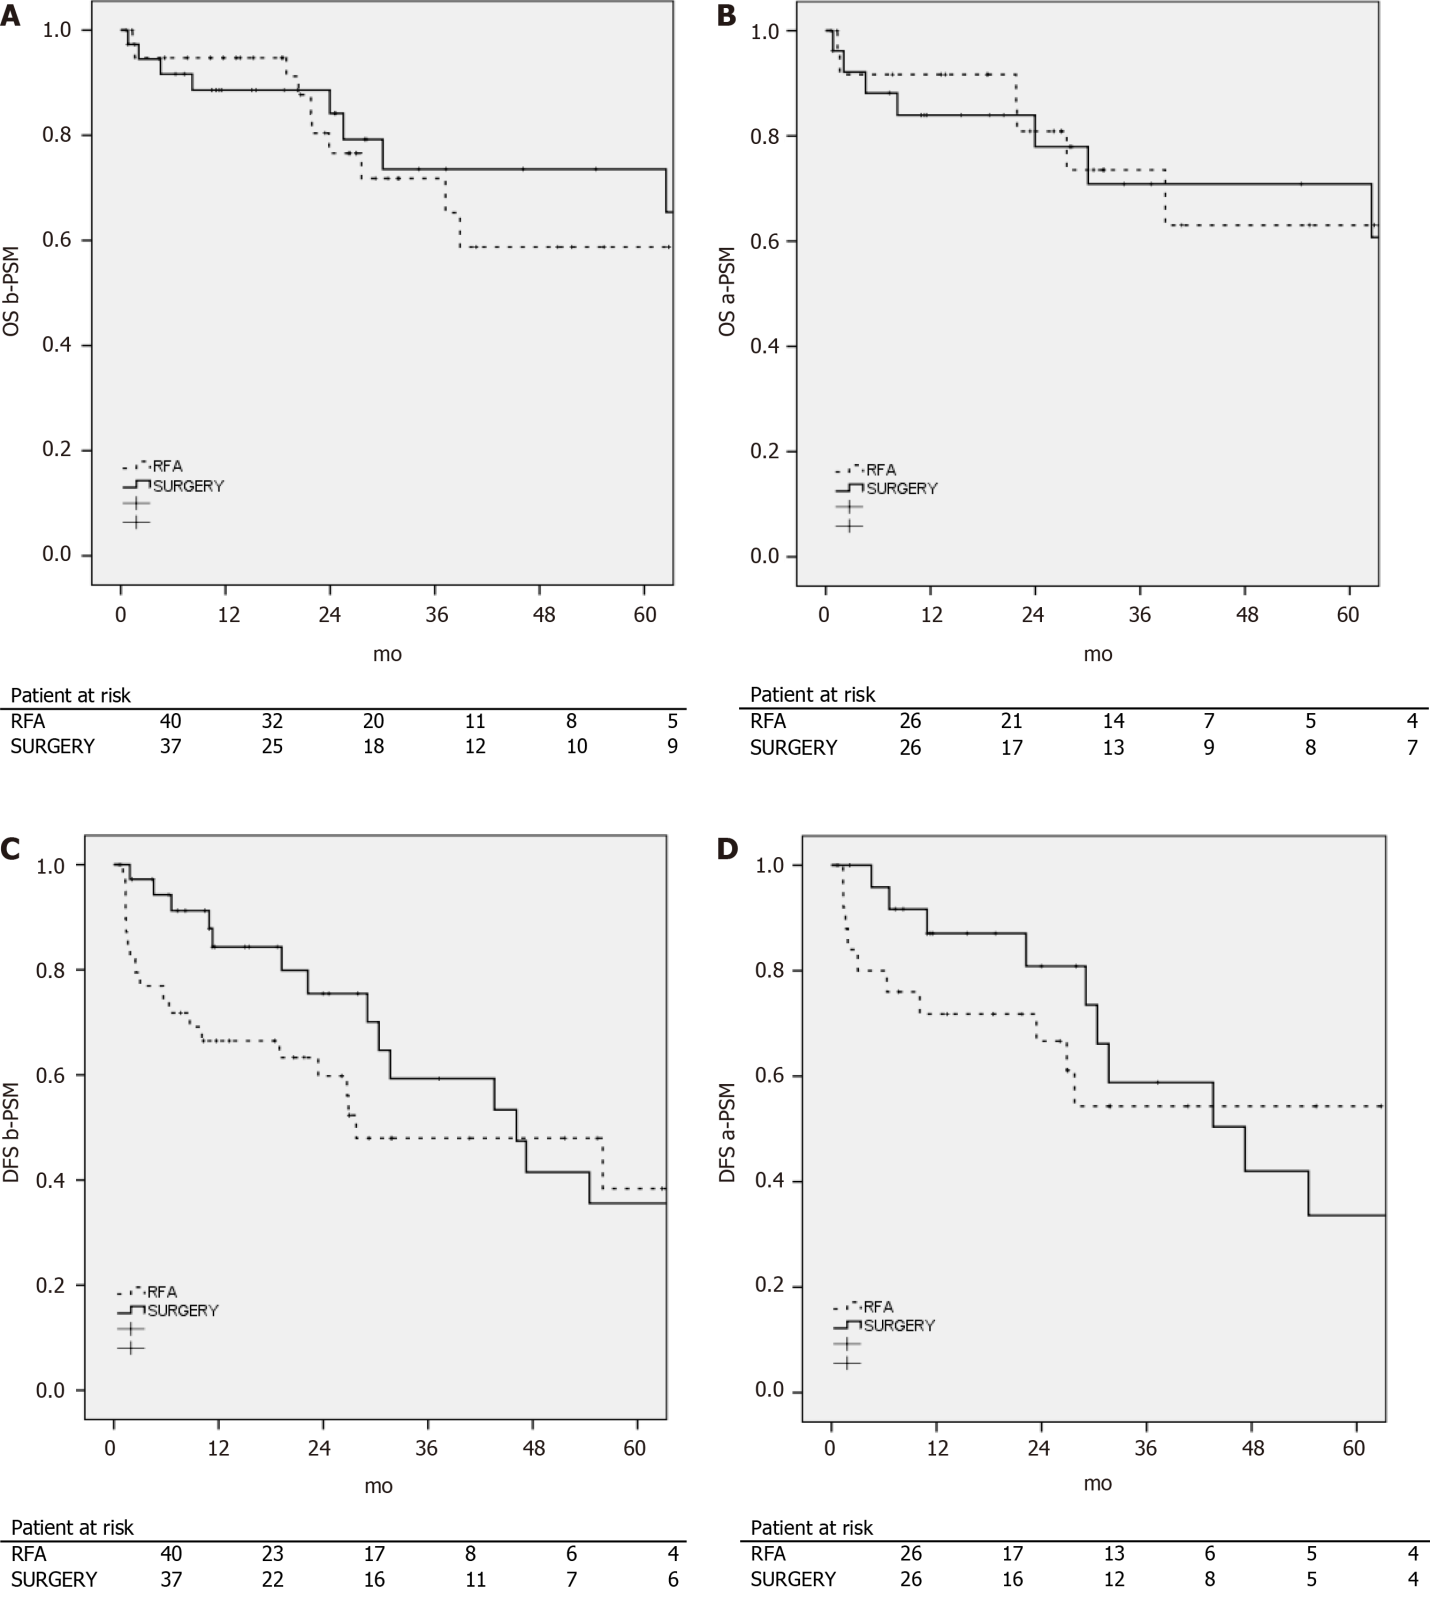 A
1.0
0.8
0.6
0.4
0.2
0.0
OS b-PSM
RFA
SURGERY
0 12 24 36 48 60
mo
Patient at risk
RFA 40 32 20 11 8 5
SURGERY 37 25 18 12 10 9
B
1.0
0.8
0.6
0.4
0.2
0.0
OS a-PSM
RFA
SURGERY
0 12 24 36 48 60
mo
Patient at risk
RFA 26 21 14 7 5 4
SURGERY 26 17 13 9 8 7
C
1.0
0.8
0.6
0.4
0.2
0.0
DFS b-PSM
RFA
SURGERY
0 12 24 36 48 60
mo
Patient at risk
RFA 40 23 17 8 6 4
SURGERY 37 22 16 11 7 6
D
1.0
0.8
0.6
0.4
0.2
0.0
DFS a-PSM
RFA
SURGERY
0 12 24 36 48 60
mo
Patient at risk
RFA 26 17 13 6 5 4
SURGERY 26 16 12 8 5 4